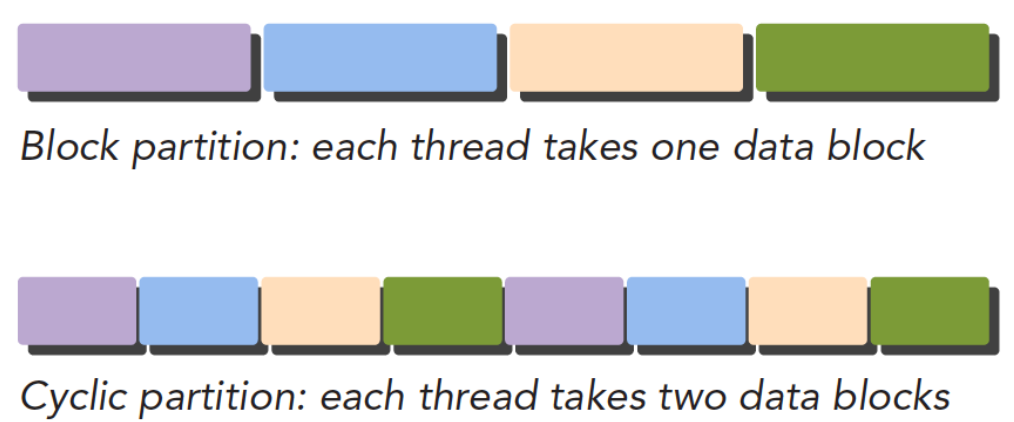 Block partition: each thread takes one data block
Cyclic partition: each thread takes two data blocks